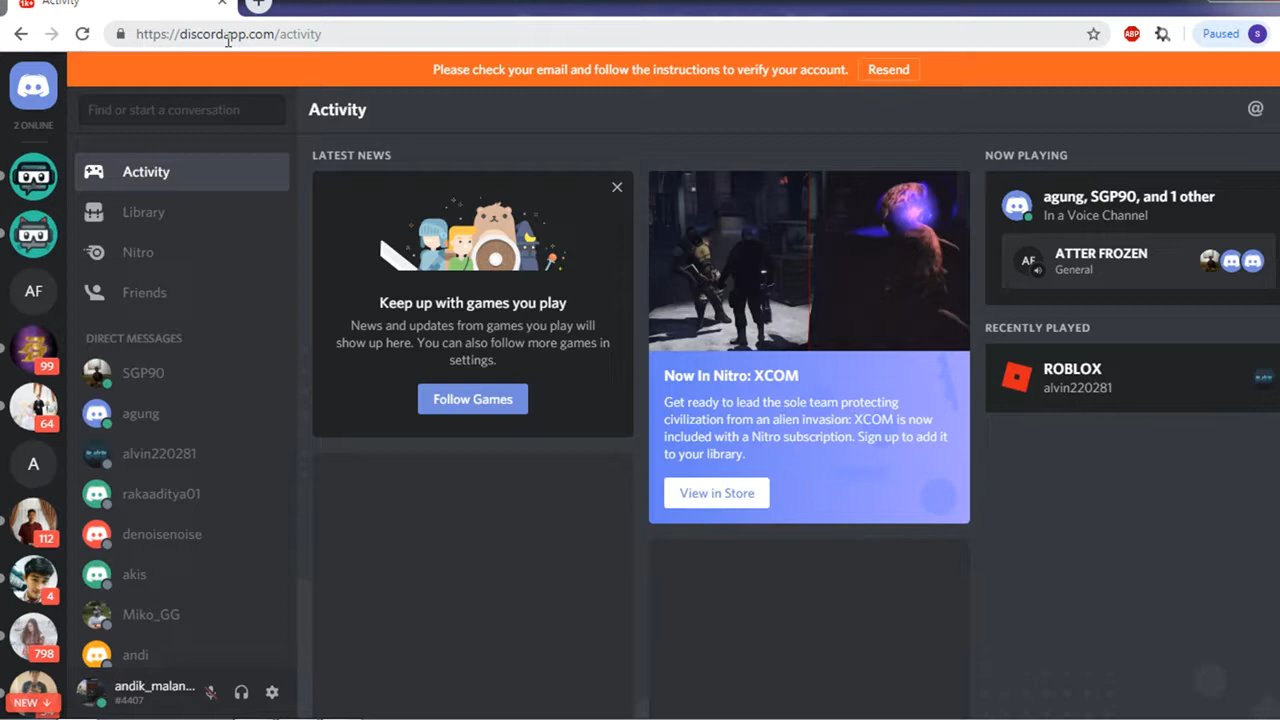 1k+ Activity
https://discordapp.com/activity
Paused S
Please check your email and follow the instructions to verify your account. Resend
2 ONLINE
AF
99
64
A
112
4
798
NEW
Find or start a conversation
Activity
Library
Nitro
Friends
DIRECT MESSAGES
SGP90
agung
alvin220281
rakaaditya01
denoisenoise
akis
Miko_GG
andi
andik_malan...
#4407
Activity
LATEST NEWS
Keep up with games you play
News and updates from games you play will
show up here. You can also follow more games in
settings.
Follow Games
Now In Nitro: XCOM
Get ready to lead the sole team protecting
civilization from an alien invasion: XCOM is now
included with a Nitro subscription. Sign up to add it
to your library.
View in Store
@
NOW PLAYING
agung, SGP90, and 1 other
In a Voice Channel
AF
ATTER FROZEN
General
RECENTLY PLAYED
ROBLOX
alvin220281